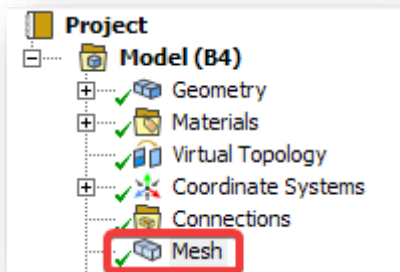 Project
Model (B4)
Geometry
Materials
Virtual Topology
Coordinate Systems
Connections
Mesh